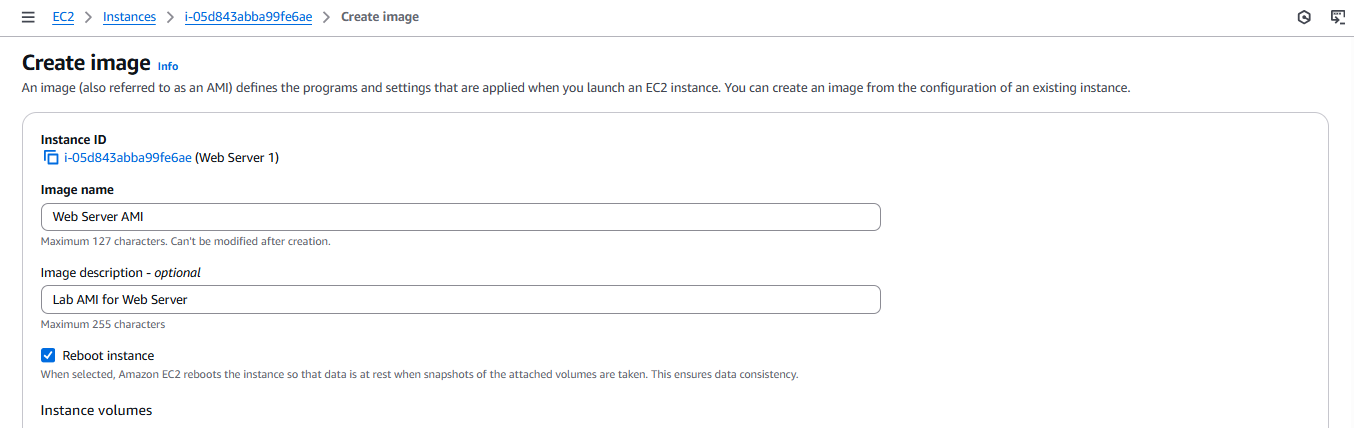 EC2 > Instances > i-05d843abba99fe6ae > Create image
Create image Info
An image (also referred to as an AMI) defines the programs and settings that are applied when you launch an EC2 instance. You can create an image from the configuration of an existing instance.
Instance ID
i-05d843abba99fe6ae (Web Server 1)
Image name
Web Server AMI
Maximum 127 characters. Can't be modified after creation.
Image description - optional
Lab AMI for Web Server
Maximum 255 characters
Reboot instance
When selected, Amazon EC2 reboots the instance so that data is at rest when snapshots of the attached volumes are taken. This ensures data consistency.
Instance volumes